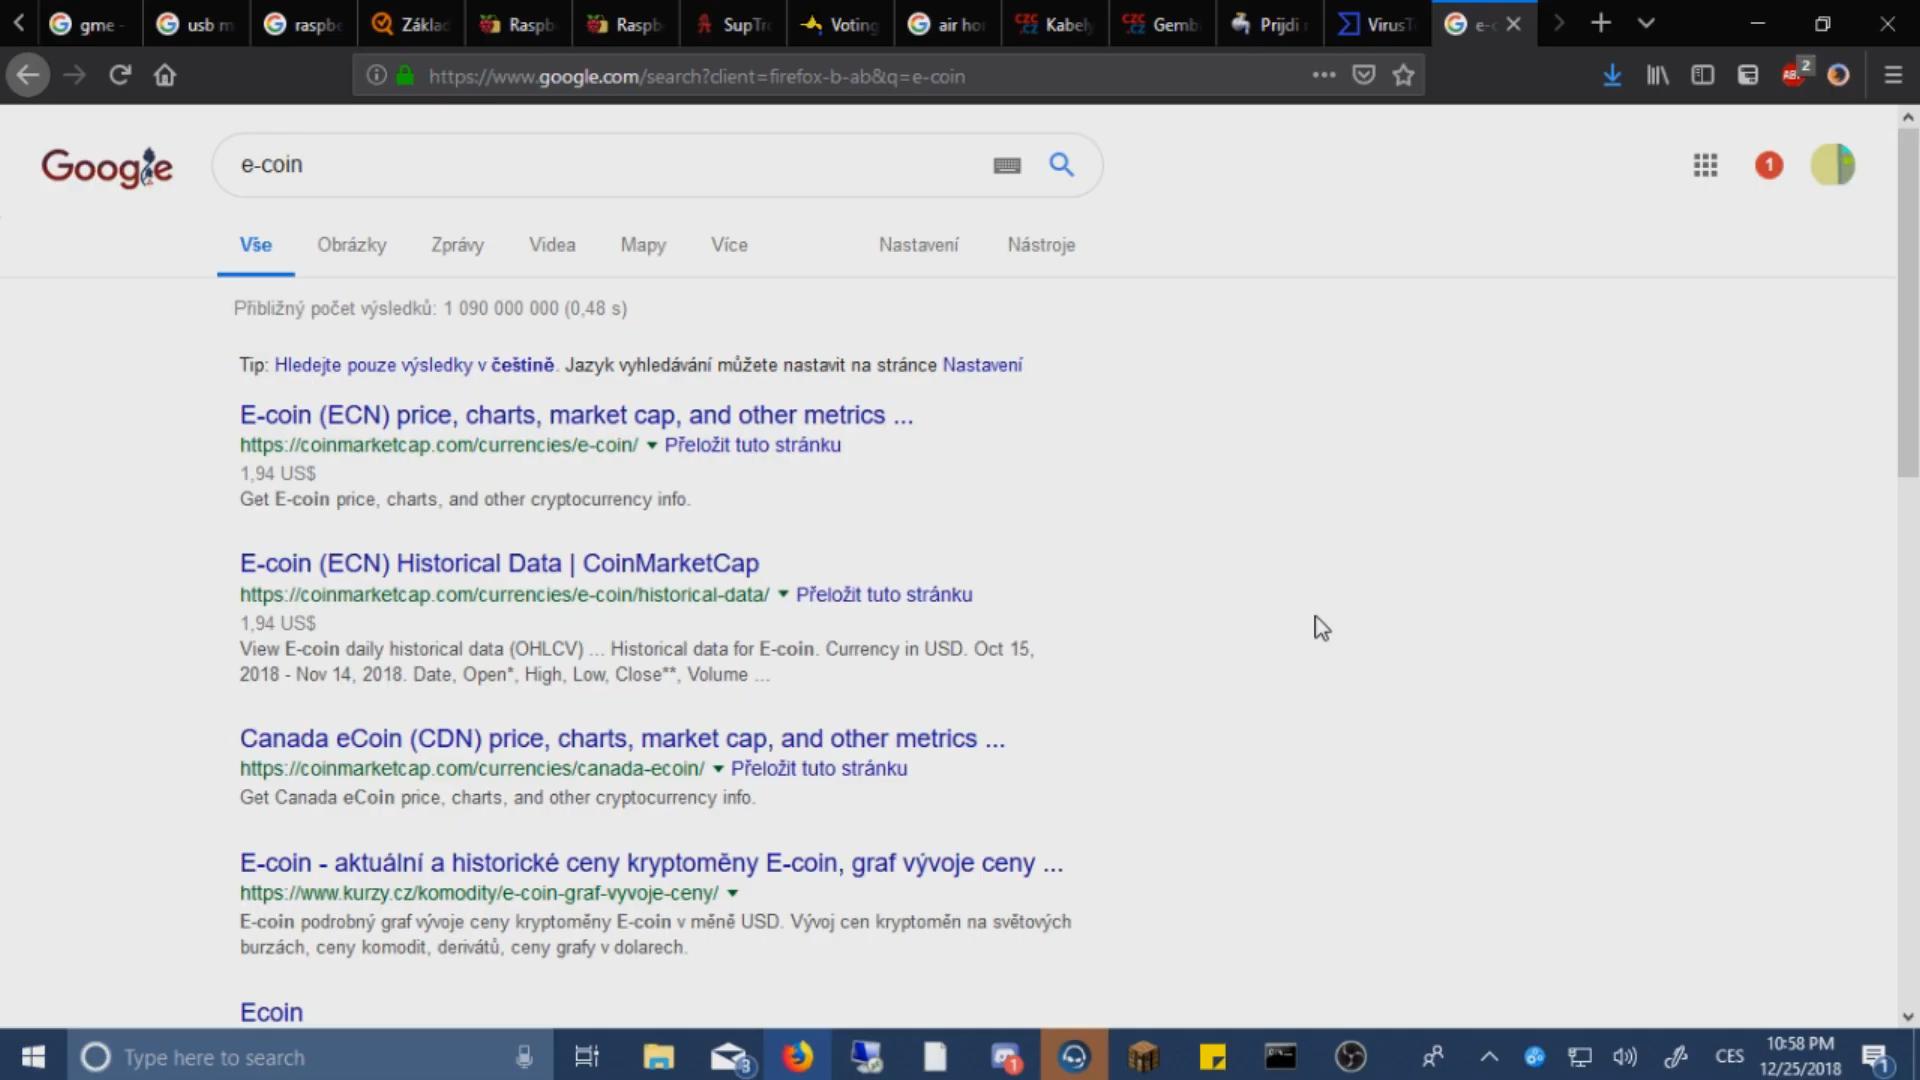 gme -
usb m
raspbe
Základ
Raspb
Raspb
SupTr
Voting
air ho
Kabely
Gemb
Prijdi
VirusT
https://www.google.com/search?client=firefox-b-ab&q=e-coin
2
Google
e-coin
1
Vše
Obrázky
Zprávy
Videa
Mapy
Více
Nastavení
Nástroje
Přibližný počet výsledků: 1 090 000 000 (0,48 s)
Tip: Hledejte pouze výsledky v češtině. Jazyk vyhledávání můžete nastavit na stránce Nastavení
E-coin (ECN) price, charts, market cap, and other metrics ...
https://coinmarketcap.com/currencies/e-coin/ ▼ Přeložit tuto stránku
1,94 US$
Get E-coin price, charts, and other cryptocurrency info.
E-coin (ECN) Historical Data | CoinMarketCap
https://coinmarketcap.com/currencies/e-coin/historical-data/ ▼ Přeložit tuto stránku
1,94 US$
View E-coin daily historical data (OHLCV) ... Historical data for E-coin. Currency in USD. Oct 15,
2018 - Nov 14, 2018. Date, Open*, High, Low, Close**, Volume ...
Canada eCoin (CDN) price, charts, market cap, and other metrics ...
https://coinmarketcap.com/currencies/canada-ecoin/ ▼ Přeložit tuto stránku
Get Canada eCoin price, charts, and other cryptocurrency info.
E-coin - aktuální a historické ceny kryptoměny E-coin, graf vývoje ceny ...
https://www.kurzy.cz/komodity/e-coin-graf-vyvoje-ceny/ ▼
E-coin podrobný graf vývoje ceny kryptoměny E-coin v měně USD. Vývoj cen kryptoměn na světových
burzách, ceny komodit, derivátů, ceny grafy v dolarech.
Ecoin
Type here to search
3
1
CES
10:58 PM
12/25/2018
1